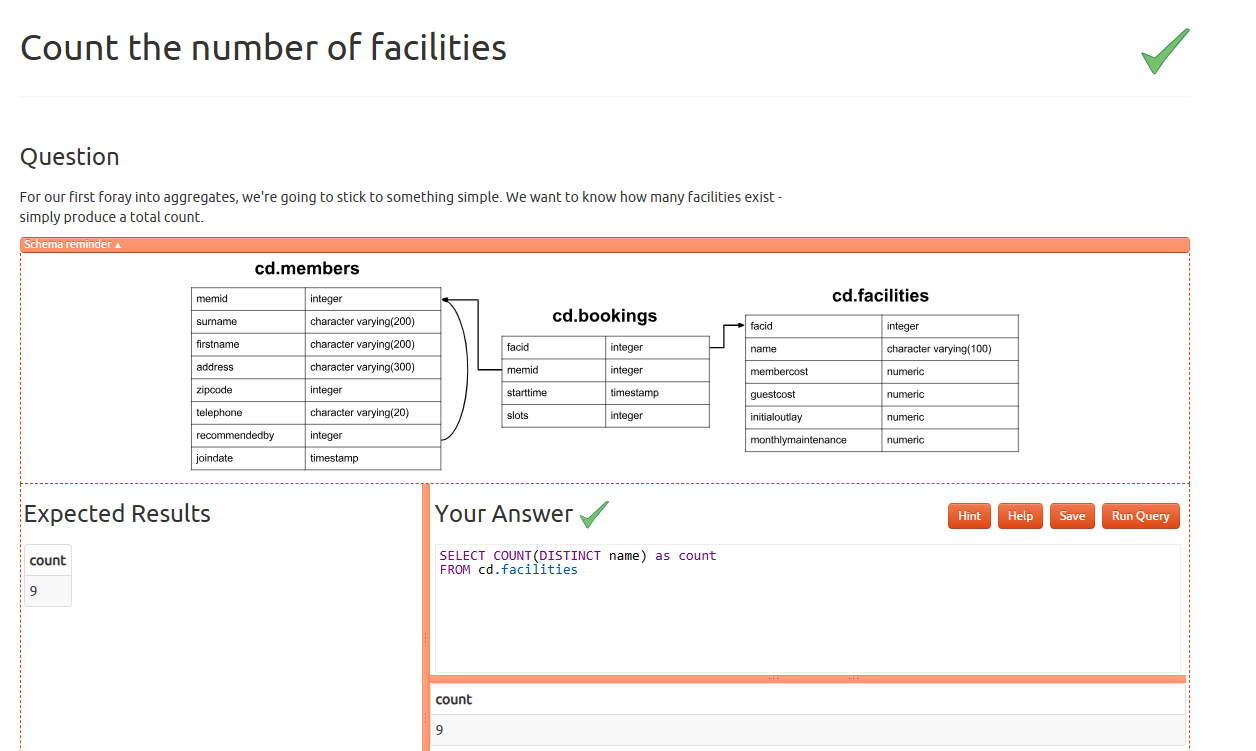 Count the number of facilities
Question
For our first foray into aggregates, we're going to stick to something simple. We want to know how many facilities exist -
simply produce a total count.
Schema reminder ▲
cd.members
memid integer
surname character varying(200)
firstname character varying(200)
address character varying(300)
zipcode integer
telephone character varying(20)
recommendedby integer
joindate timestamp
cd.bookings
facid integer
memid integer
starttime timestamp
slots integer
cd.facilities
facid integer
name character varying(100)
membercost numeric
guestcost numeric
initialoutlay numeric
monthlymaintenance numeric
Expected Results
count
9
Your Answer
Hint Help Save Run Query
SELECT COUNT(DISTINCT name) as count
FROM cd.facilities
count
9